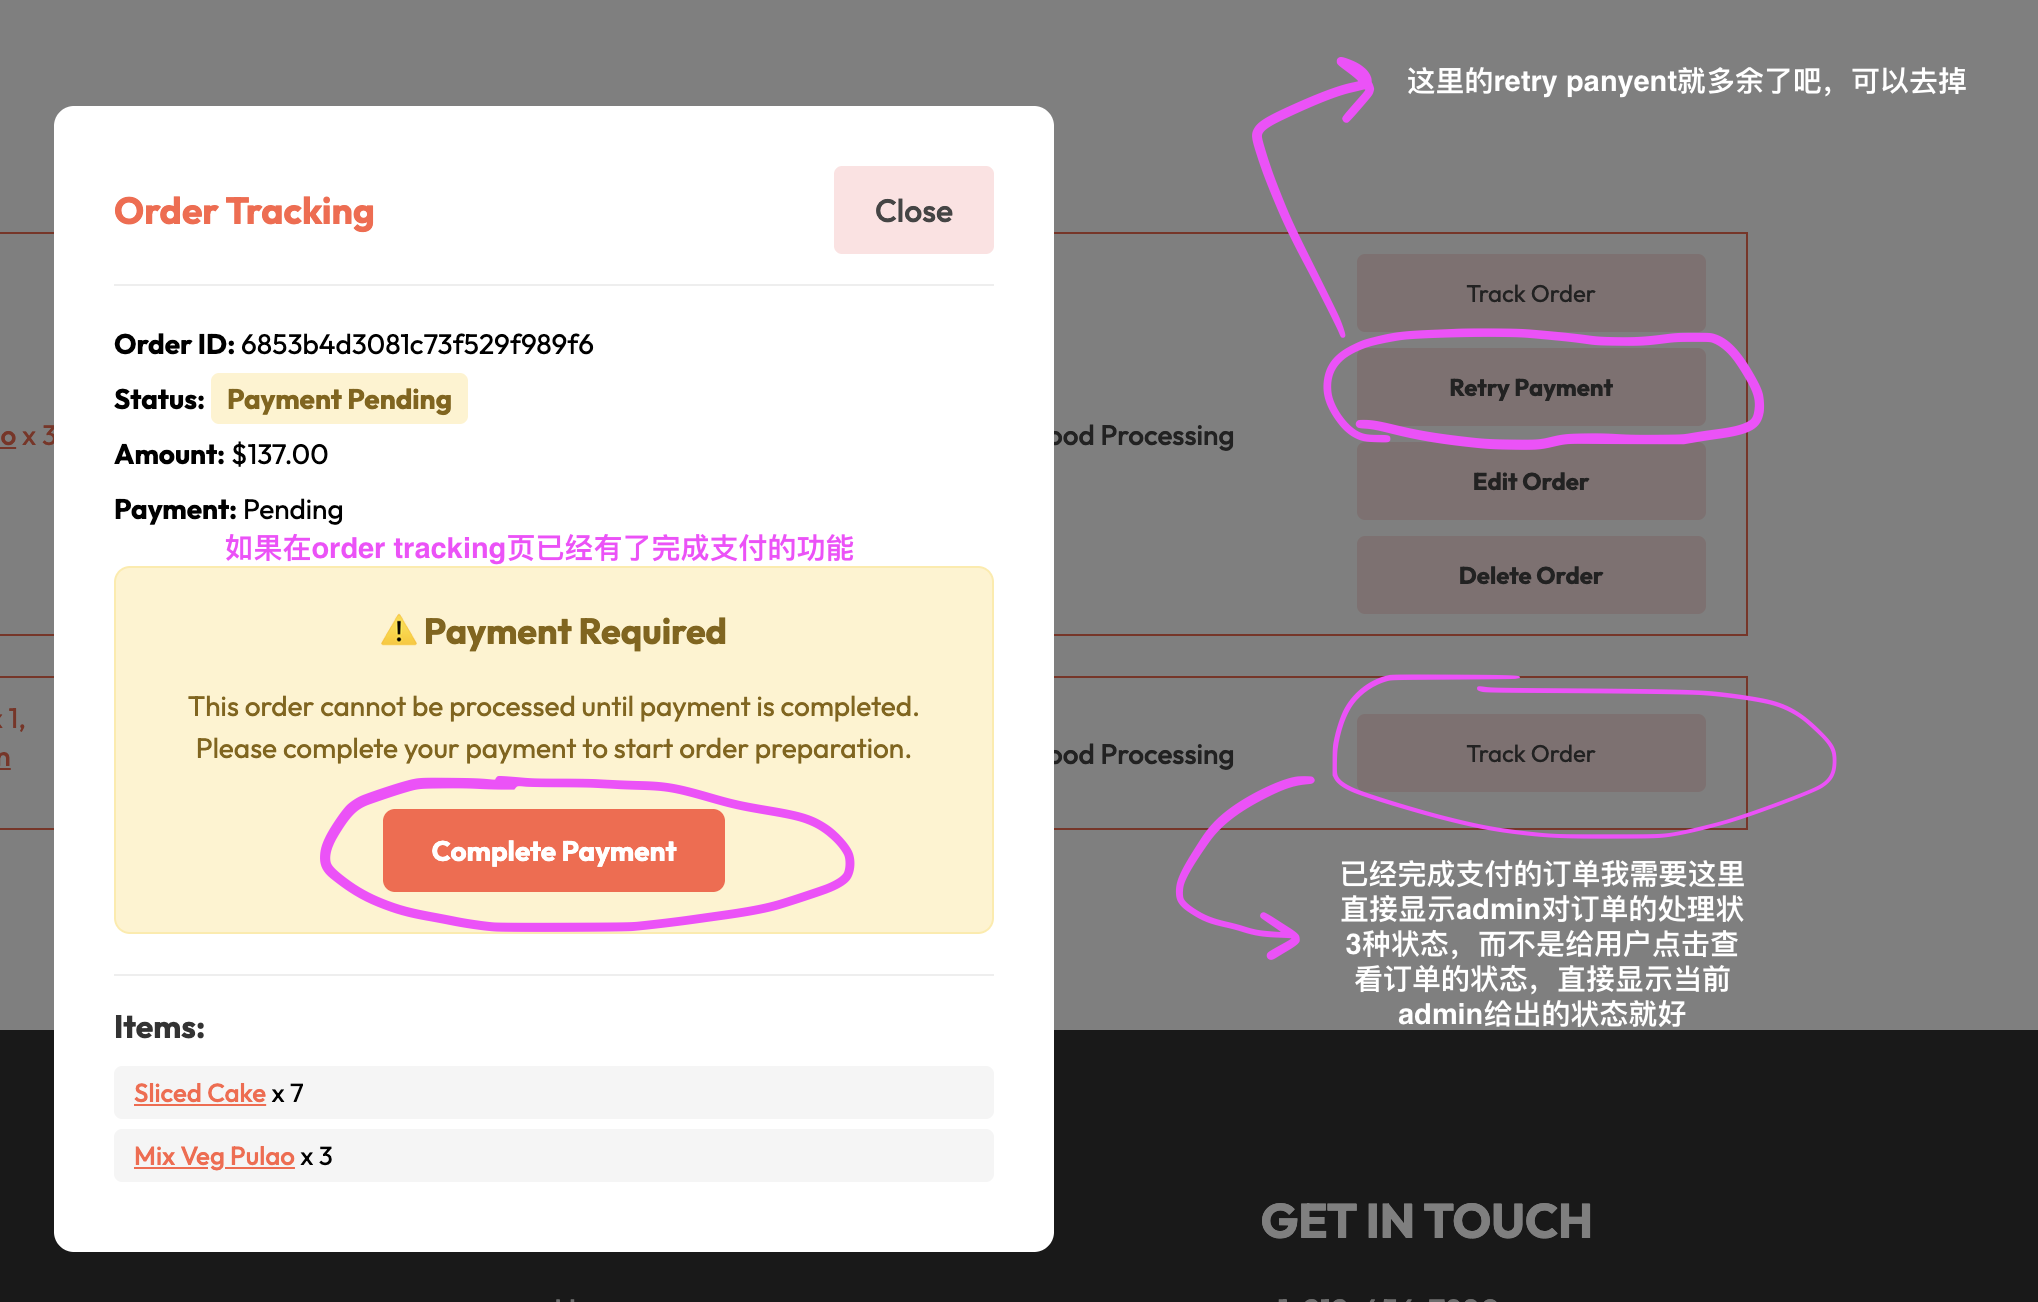 这里的retry panyent就多余了吧，可以去掉
Order Tracking
Close
Order ID: 6853b4d3081c73f529f989f6
Status: Payment Pending
Amount: $137.00
Payment: Pending
如果在order tracking页已经有了完成支付的功能
⚠️ Payment Required
This order cannot be processed until payment is completed.
Please complete your payment to start order preparation.
Complete Payment
Items:
Sliced Cake x 7
Mix Veg Pulao x 3
o x 3
ood Processing
Track Order
Retry Payment
Edit Order
Delete Order
x 1,
n
ood Processing
Track Order
已经完成支付的订单我需要这里
直接显示admin对订单的处理状
3种状态，而不是给用户点击查
看订单的状态，直接显示当前
admin给出的状态就好
GET IN TOUCH